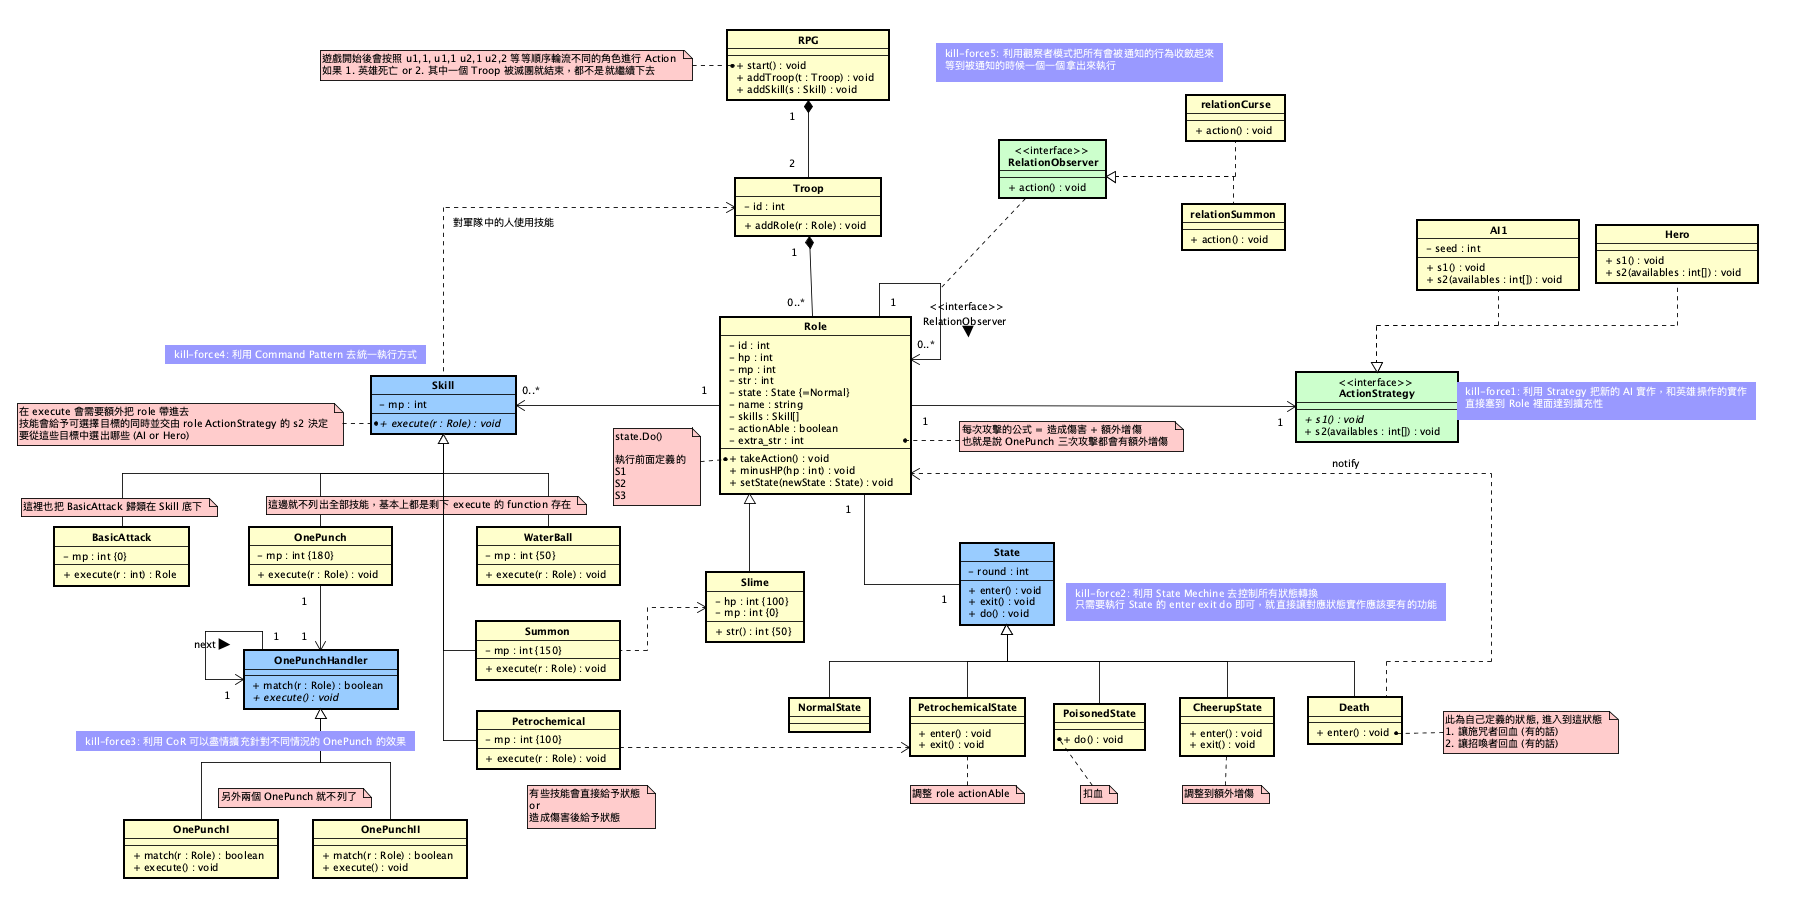 RPG
+ start() : void
+ addTroop(t : Troop) : void
+ addSkill(s : Skill) : void
遊戲開始後會按照 u1,1, u1,1 u2,1 u2,2 等等順序輪流不同的角色進行 Action
如果 1. 英雄死亡 or 2. 其中一個 Troop 被滅團就結束，都不是就繼續下去
kill-force5: 利用觀察者模式把所有會被通知的行為收斂起來
等到被通知的時候一個一個拿出來執行
1
2
relationCurse
+ action() : void
<<interface>>
RelationObserver
+ action() : void
relationSummon
+ action() : void
Troop
- id : int
+ addRole(r : Role) : void
對軍隊中的人使用技能
1
0..*
AI1
- seed : int
+ s1() : void
+ s2(availables : int[]) : void
Hero
+ s1() : void
+ s2(availables : int[]) : void
1
<<interface>>
RelationObserver
0..*
Role
- id : int
- hp : int
- mp : int
- str : int
- state : State {=Normal}
- name : string
- skills : Skill[]
- actionAble : boolean
- extra_str : int
+ takeAction() : void
+ minusHP(hp : int) : void
+ setState(newState : State) : void
kill-force4: 利用 Command Pattern 去統一執行方式
Skill
- mp : int
+ execute(r : Role) : void
0..*
1
在 execute 會需要額外把 role 帶進去
技能會給予可選擇目標的同時並交由 role ActionStrategy 的 s2 決定
要從這些目標中選出哪些 (AI or Hero)
1
1
<<interface>>
ActionStrategy
+ s1() : void
+ s2(availables : int[]) : void
kill-force1: 利用 Strategy 把新的 AI 實作，和英雄操作的實作
直接塞到 Role 裡面達到擴充性
state.Do()
執行前面定義的
S1
S2
S3
每次攻擊的公式 = 造成傷害 + 額外增傷
也就是說 OnePunch 三次攻擊都會有額外增傷
notify
這裡也把 BasicAttack 歸類在 Skill 底下
這邊就不列出全部技能，基本上都是剩下 execute 的 function 存在
BasicAttack
- mp : int {0}
+ execute(r : int) : Role
OnePunch
- mp : int {180}
+ execute(r : Role) : void
WaterBall
- mp : int {50}
+ execute(r : Role) : void
1
1
State
- round : int
+ enter() : void
+ exit() : void
+ do() : void
kill-force2: 利用 State Mechine 去控制所有狀態轉換
只需要執行 State 的 enter exit do 即可，就直接讓對應狀態實作應該要有的功能
Slime
- hp : int {100}
- mp : int {0}
+ str() : int {50}
Summon
- mp : int {150}
+ execute(r : Role) : void
1
1
1
next
1
OnePunchHandler
+ match(r : Role) : boolean
+ execute() : void
kill-force3: 利用 CoR 可以盡情擴充針對不同情況的 OnePunch 的效果
Petrochemical
- mp : int {100}
+ execute(r : Role) : void
NormalState
PetrochemicalState
+ enter() : void
+ exit() : void
PoisonedState
+ do() : void
CheerupState
+ enter() : void
+ exit() : void
Death
+ enter() : void
此為自己定義的狀態, 進入到這狀態
1. 讓施咒者回血 (有的話)
2. 讓招喚者回血 (有的話)
有些技能會直接給予狀態
or
造成傷害後給予狀態
調整 role actionAble
扣血
調整到額外增傷
另外兩個 OnePunch 就不列了
OnePunchI
+ match(r : Role) : boolean
+ execute() : void
OnePunchII
+ match(r : Role) : boolean
+ execute() : void